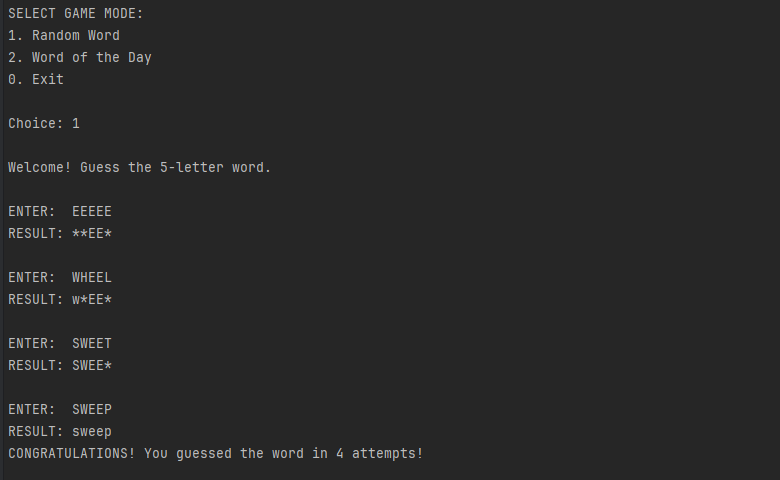 SELECT GAME MODE:
1. Random Word
2. Word of the Day
0. Exit
Choice: 1
Welcome! Guess the 5-letter word.
ENTER:  EEEEE
RESULT: **EE*
ENTER:  WHEEL
RESULT: w*EE*
ENTER:  SWEET
RESULT: SWEE*
ENTER:  SWEEP
RESULT: sweep
CONGRATULATIONS! You guessed the word in 4 attempts!